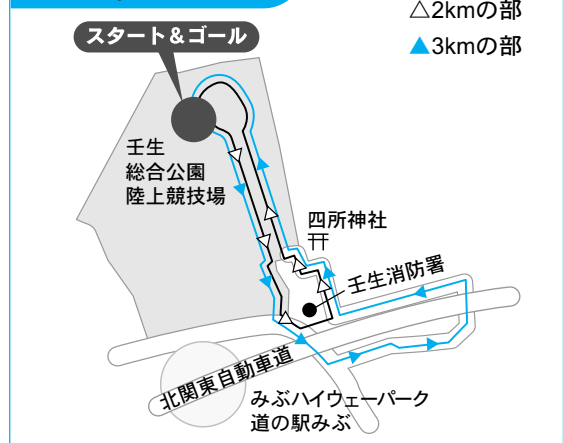 △2kmの部
▲3kmの部
スタート&ゴール
壬生
総合公園
陸上競技場
四所神社
壬生消防署
北関東自動車道
みぶハイウェーパーク
道の駅みぶ